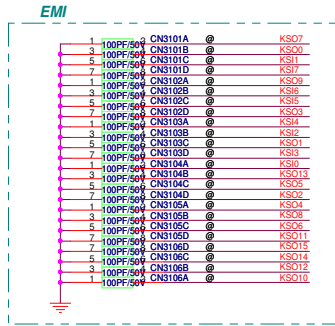 EMI
1 100PF/50V 2 CN3101A @ KSO7
3 100PF/50V 4 CN3101B @ KSO0
5 100PF/50V 6 CN3101C @ KSI1
7 100PF/50V 8 CN3101D @ KSI7
1 100PF/50V 2 CN3102A @ KSO9
3 100PF/50V 4 CN3102B @ KSI6
5 100PF/50V 6 CN3102C @ KSI5
7 100PF/50V 8 CN3102D @ KSO3
1 100PF/50V 2 CN3103A @ KSI4
3 100PF/50V 4 CN3103B @ KSI2
5 100PF/50V 6 CN3103C @ KSO1
7 100PF/50V 8 CN3103D @ KSI3
1 100PF/50V 2 CN3104A @ KSI0
3 100PF/50V 4 CN3104B @ KSO13
5 100PF/50V 6 CN3104C @ KSO5
7 100PF/50V 8 CN3104D @ KSO2
1 100PF/50V 2 CN3105A @ KSO4
3 100PF/50V 4 CN3105B @ KSO8
5 100PF/50V 6 CN3105C @ KSO6
7 100PF/50V 8 CN3105D @ KSO11
7 100PF/50V 8 CN3106D @ KSO15
5 100PF/50V 6 CN3106C @ KSO14
3 100PF/50V 4 CN3106B @ KSO12
1 100PF/50V 2 CN3106A @ KSO10